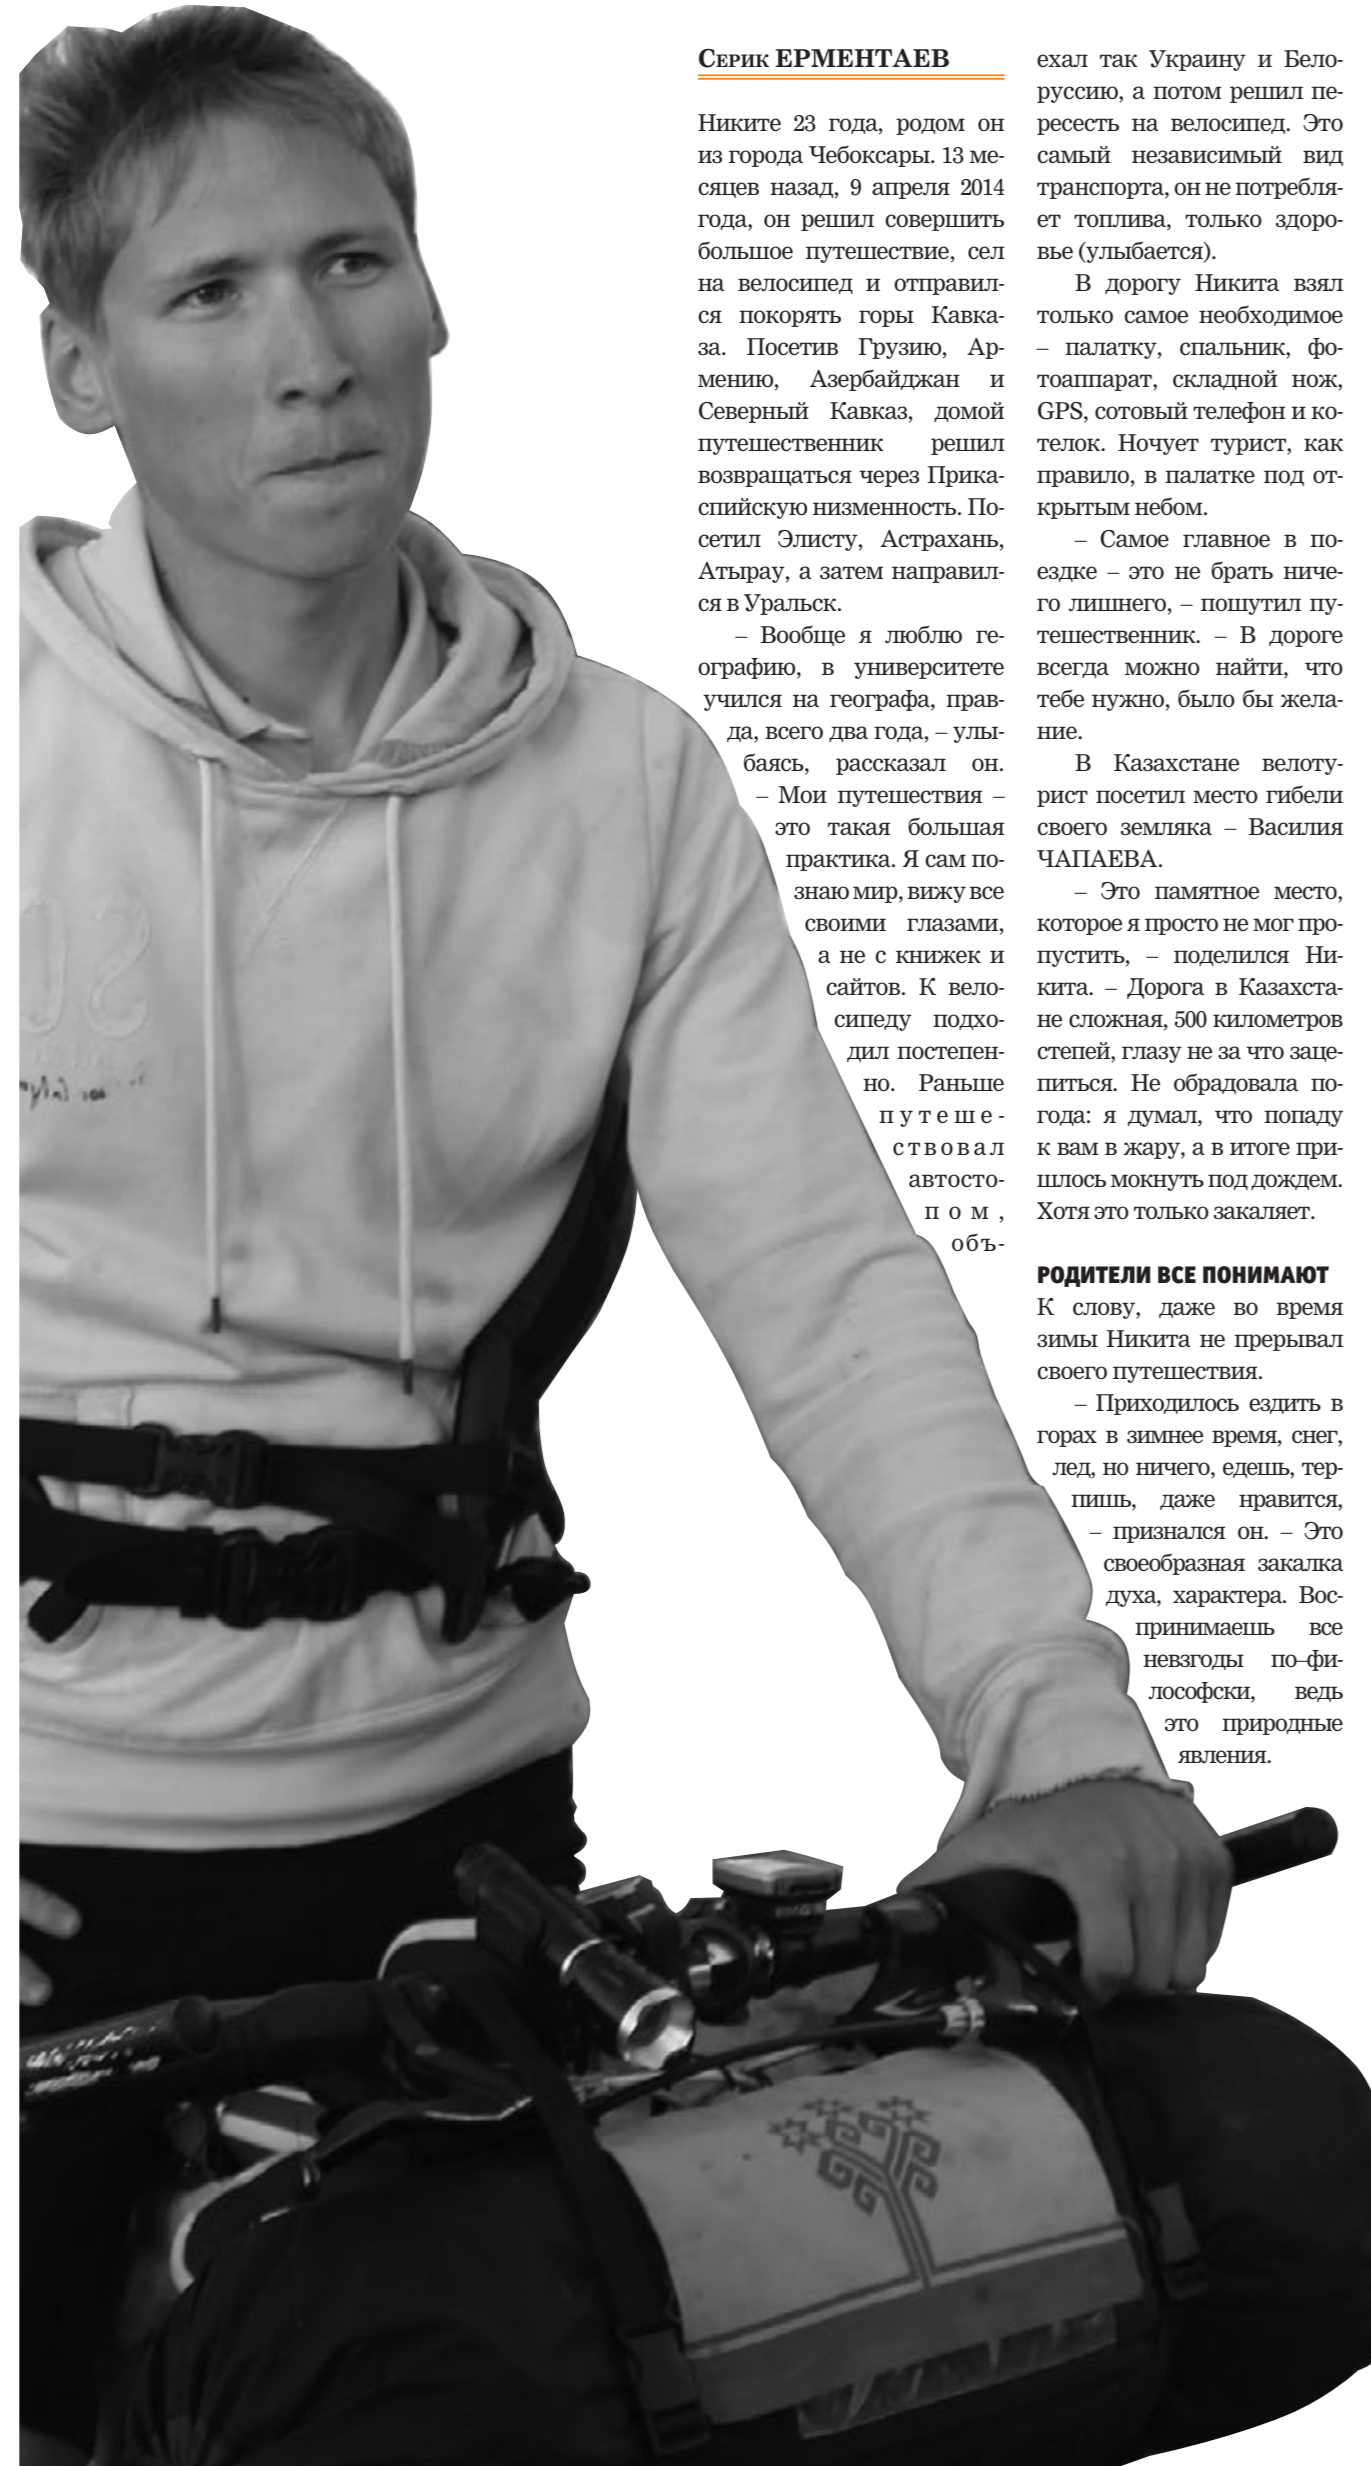 Серик ЕРМЕНТАЕВ
Никите 23 года, родом он
из города Чебоксары. 13 ме-
сяцев назад, 9 апреля 2014
года, он решил совершить
большое путешествие, сел
на велосипед и отправил-
ся покорять горы Кавка-
за. Посетив Грузию, Ар-
мению, Азербайджан и
Северный Кавказ, домой
путешественник решил
возвращаться через Прика-
спийскую низменность. По-
сетил Элисту, Астрахань,
Атырау, а затем направил-
ся в Уральск.
– Вообще я люблю ге-
ографию, в университете
учился на географа, прав-
да, всего два года, – улы-
баясь, рассказал он.
– Мои путешествия –
это такая большая
практика. Я сам по-
знаю мир, вижу все
своими глазами,
а не с книжек и
сайтов. К вело-
сипеду подхо-
дил постепен-
но. Раньше
путеше-
ствовал
автосто-
пом,
объ-
ехал так Украину и Бело-
руссию, а потом решил пе-
ресесть на велосипед. Это
самый независимый вид
транспорта, он не потребля-
ет топлива, только здоро-
вье (улыбается).
В дорогу Никита взял
только самое необходимое
– палатку, спальник, фо-
тоаппарат, складной нож,
GPS, сотовый телефон и ко-
телок. Ночует турист, как
правило, в палатке под от-
крытым небом.
– Самое главное в по-
ездке – это не брать ниче-
го лишнего, – пошутил пу-
тешественник. – В дороге
всегда можно найти, что
тебе нужно, было бы жела-
ние.
В Казахстане велоту-
рист посетил место гибели
своего земляка – Василия
ЧАПАЕВА.
– Это памятное место,
которое я просто не мог про-
пустить, – поделился Ни-
кита. – Дорога в Казахста-
не сложная, 500 километров
степей, глазу не за что заце-
питься. Не обрадовала по-
года: я думал, что попаду
к вам в жару, а в итоге при-
шлось мокнуть под дождем.
Хотя это только закаляет.
РОДИТЕЛИ ВСЕ ПОНИМАЮТ
К слову, даже во время
зимы Никита не прерывал
своего путешествия.
– Приходилось ездить в
горах в зимнее время, снег,
лед, но ничего, едешь, тер-
пишь, даже нравится,
– признался он. – Это
своеобразная закалка
духа, характера. Вос-
принимаешь все
невзгоды по–фи-
лософски, ведь
это природные
явления.